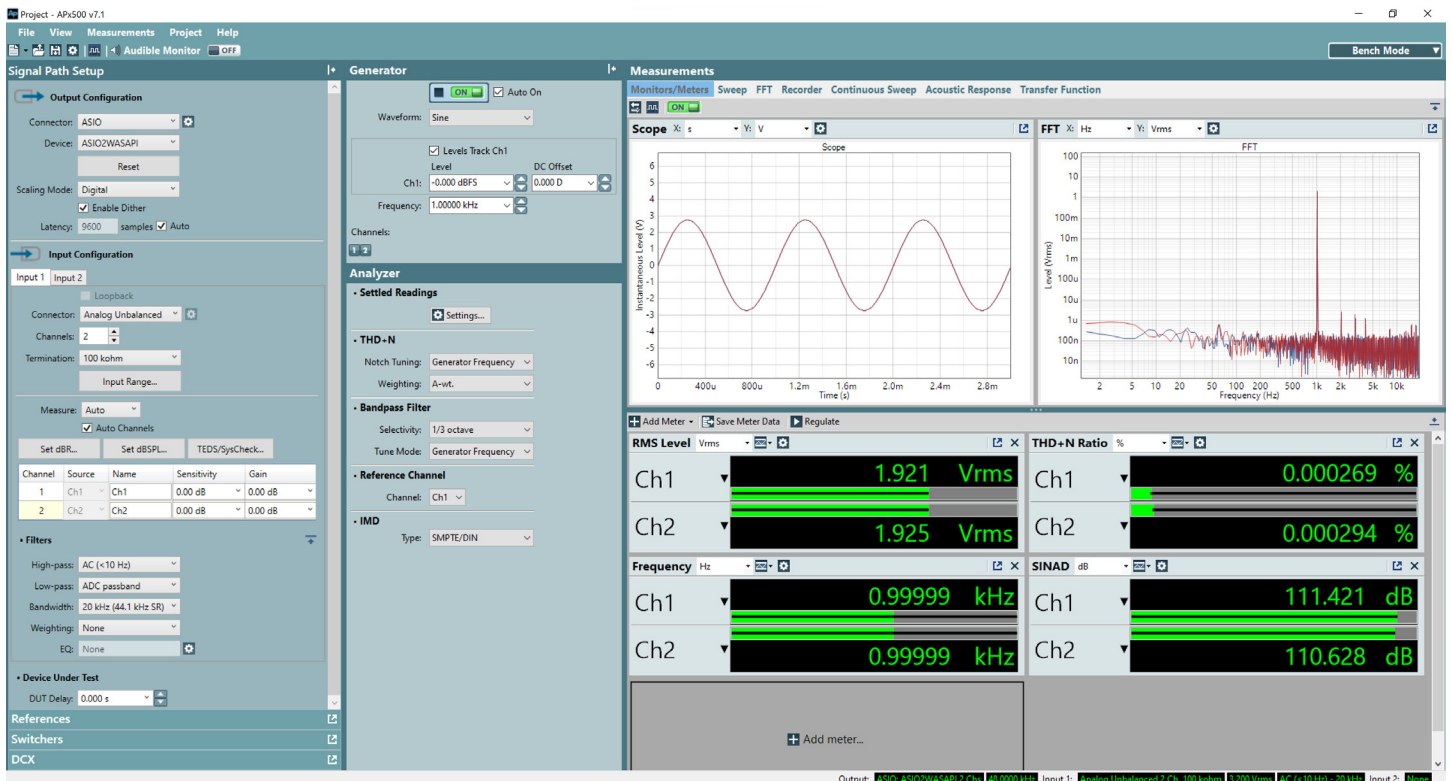 Project - APx500 v7.1
File View Measurements Project Help
Audible Monitor OFF
Bench Mode
Signal Path Setup
Output Configuration
Connector: ASIO
Device: ASIO2WASAPI
Reset
Scaling Mode: Digital
Enable Dither
Latency: 9600 samples Auto
Input Configuration
Input 1 Input 2
Loopback
Connector: Analog Unbalanced
Channels: 2
Termination: 100 kohm
Input Range...
Measure: Auto
Auto Channels
Set dBR... Set dBSPL... TEDS/SysCheck...
Channel Source Name Sensitivity Gain
1 Ch1 Ch1 0.00 dB 0.00 dB
2 Ch2 Ch2 0.00 dB 0.00 dB
Filters
High-pass: AC (<10 Hz)
Low-pass: ADC passband
Bandwidth: 20 kHz (44.1 kHz SR)
Weighting: None
EQ: None
Device Under Test
DUT Delay: 0.000 s
References
Switchers
DCX
Generator
ON Auto On
Waveform: Sine
Levels Track Ch1
Level DC Offset
Ch1: -0.000 dBFS 0.000 D
Frequency: 1.00000 kHz
Channels:
1 2
Analyzer
Settled Readings
Settings...
THD+N
Notch Tuning: Generator Frequency
Weighting: A-wt.
Bandpass Filter
Selectivity: 1/3 octave
Tune Mode: Generator Frequency
Reference Channel
Channel: Ch1
IMD
Type: SMPTE/DIN
Measurements
Monitors/Meters Sweep FFT Recorder Continuous Sweep Acoustic Response Transfer Function
ON
Scope X: s Y: V
Scope
Instantaneous Level (V)
6
5
4
3
2
1
0
-1
-2
-3
-4
-5
-6
0 400u 800u 1.2m 1.6m 2.0m 2.4m 2.8m
Time (s)
FFT X: Hz Y: Vrms
FFT
Level (Vrms)
100
10
1
100m
10m
1m
100u
10u
1u
100n
10n
2 5 10 20 50 100 200 500 1k 2k 5k 10k
Frequency (Hz)
Add Meter Save Meter Data Regulate
RMS Level Vrms
Ch1 1.921 Vrms
Ch2 1.925 Vrms
THD+N Ratio %
Ch1 0.000269 %
Ch2 0.000294 %
Frequency Hz
Ch1 0.99999 kHz
Ch2 0.99999 kHz
SINAD dB
Ch1 111.421 dB
Ch2 110.628 dB
Add meter...
Output: ASIO: ASIO2WASAPI 2 Chs 48.0000 kHz Input 1: Analog Unbalanced 2 Ch, 100 kohm 3.200 Vrms AC (<10 Hz) - 20 kHz Input 2: None